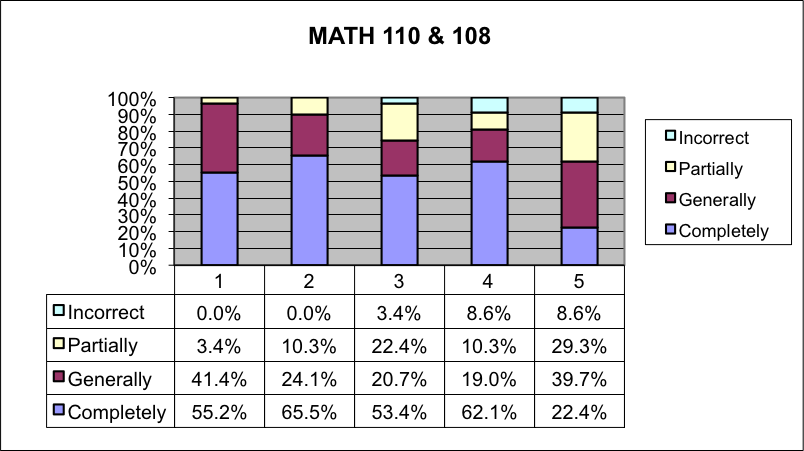 MATH 110 & 108
100%
90%
80%
70%
60%
50%
40%
30%
20%
10%
0%
Incorrect
Partially
Generally
Completely
1 2 3 4 5
Incorrect 0.0% 0.0% 3.4% 8.6% 8.6%
Partially 3.4% 10.3% 22.4% 10.3% 29.3%
Generally 41.4% 24.1% 20.7% 19.0% 39.7%
Completely 55.2% 65.5% 53.4% 62.1% 22.4%